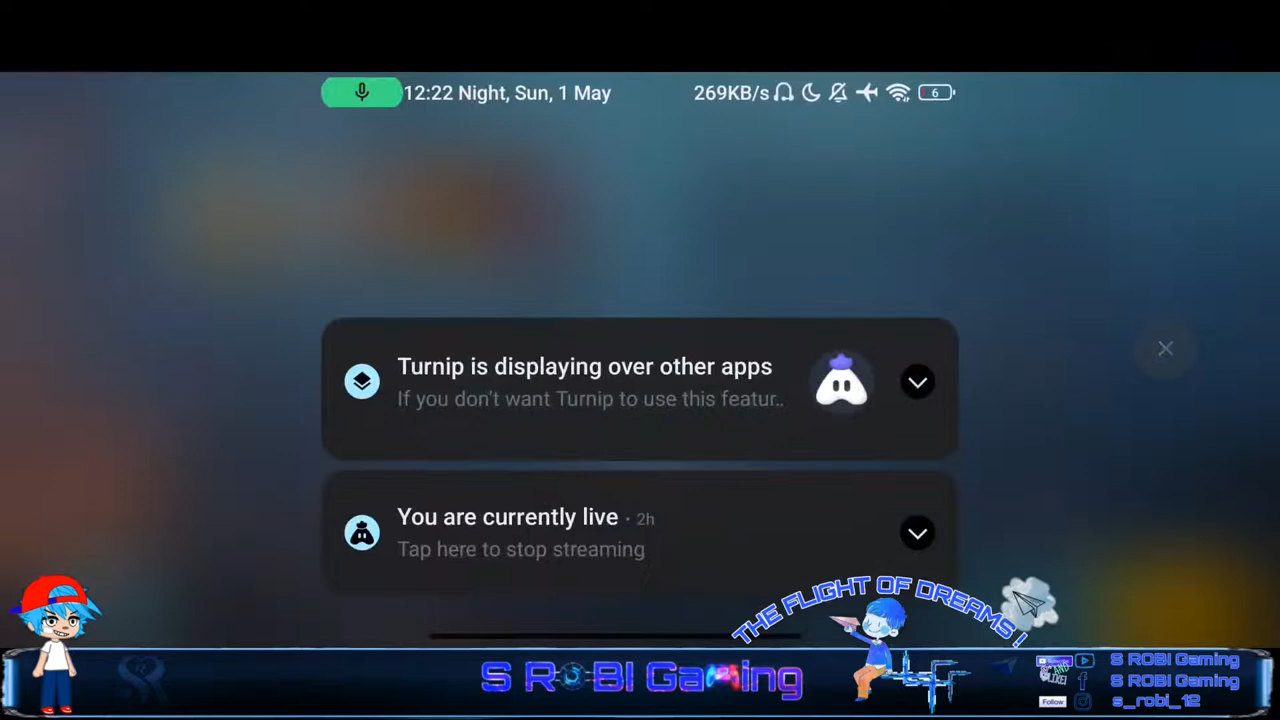 12:22 Night, Sun, 1 May
269KB/s 6
Turnip is displaying over other apps
If you don't want Turnip to use this featur..
You are currently live · 2h
Tap here to stop streaming
THE FLIGHT OF DREAMS!
S ROBI Gaming
S ROBI Gaming
S ROBI Gaming
Follow
s_robi_12